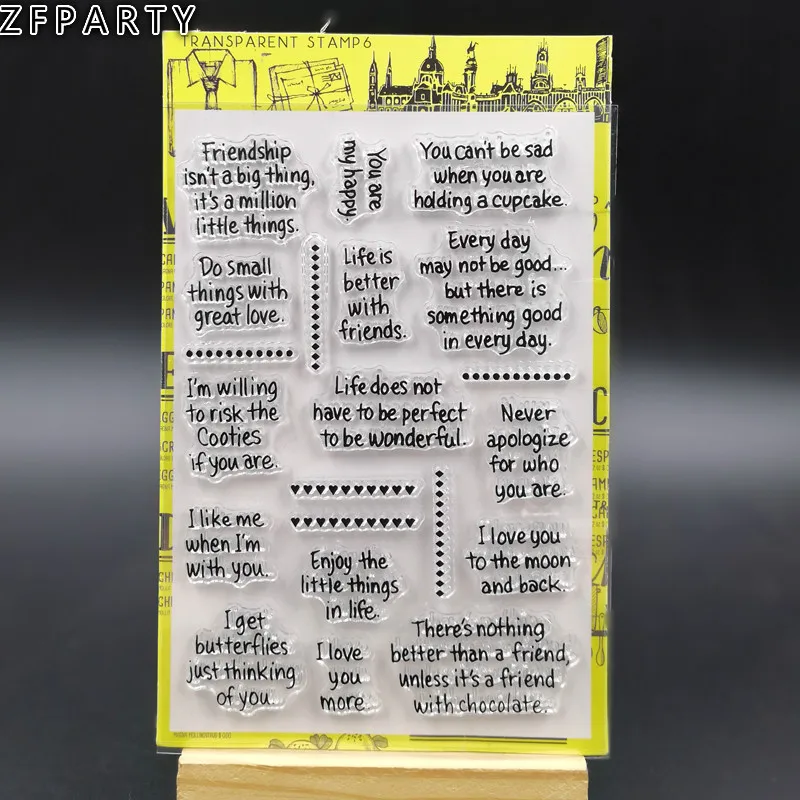 ZFPARTY
TRANSPARENT STAMP6
Friendship
isn't a big thing,
it's a million
little things.
You are
my happy.
You can't be sad
when you are
holding a cupcake.
Do small
things with
great love.
Life is
better
with
friends.
Every day
may not be good...
but there is
something good
in every day.
I'm willing
to risk the
Cooties
if you are.
Life does not
have to be perfect
to be wonderful.
Never
apologize
for who
you are.
I like me
when I'm
with you.
Enjoy the
little things
in life.
I love you
to the moon
and back.
I get
butterflies
just thinking
of you.
I love
you
more.
There's nothing
better than a friend,
unless it's a friend
with chocolate.